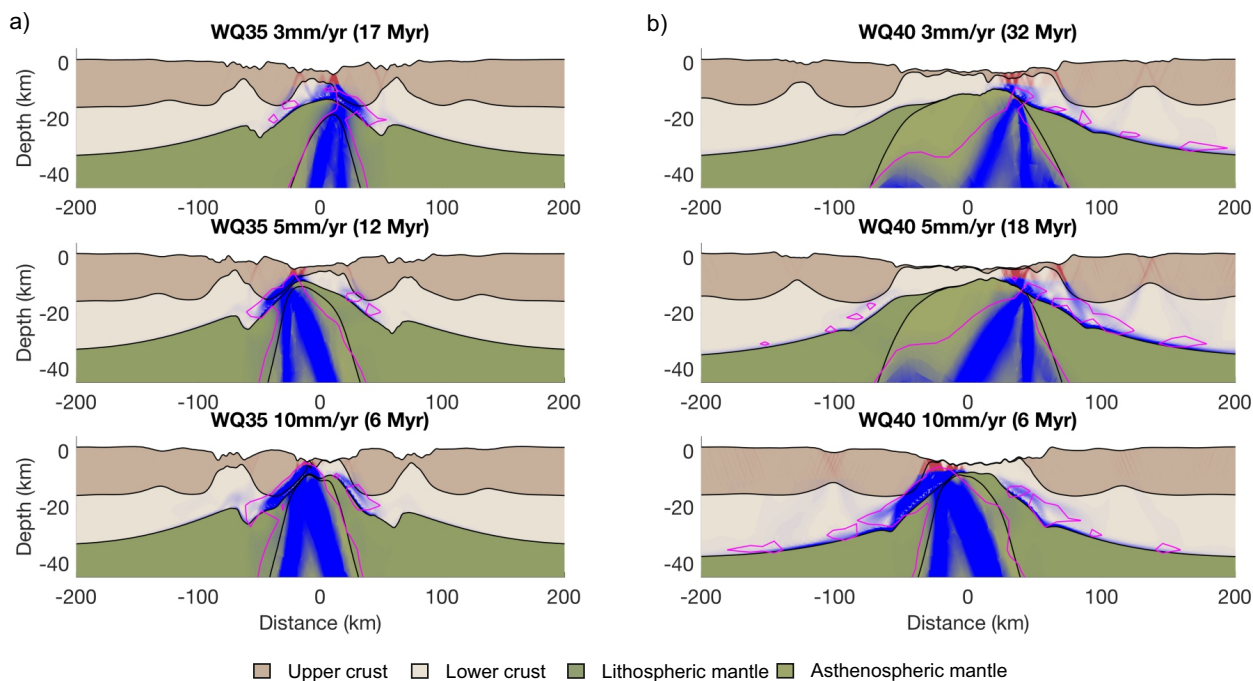 a)
WQ35 3mm/yr (17 Myr)
0
-20
-40
Depth (km)
-200 -100 0 100 200
WQ35 5mm/yr (12 Myr)
0
-20
-40
-200 -100 0 100 200
WQ35 10mm/yr (6 Myr)
0
-20
-40
Depth (km)
-200 -100 0 100 200
Distance (km)
b)
WQ40 3mm/yr (32 Myr)
0
-20
-40
Depth (km)
-200 -100 0 100 200
WQ40 5mm/yr (18 Myr)
0
-20
-40
-200 -100 0 100 200
WQ40 10mm/yr (6 Myr)
0
-20
-40
Depth (km)
-200 -100 0 100 200
Distance (km)
Upper crust Lower crust Lithospheric mantle Asthenospheric mantle